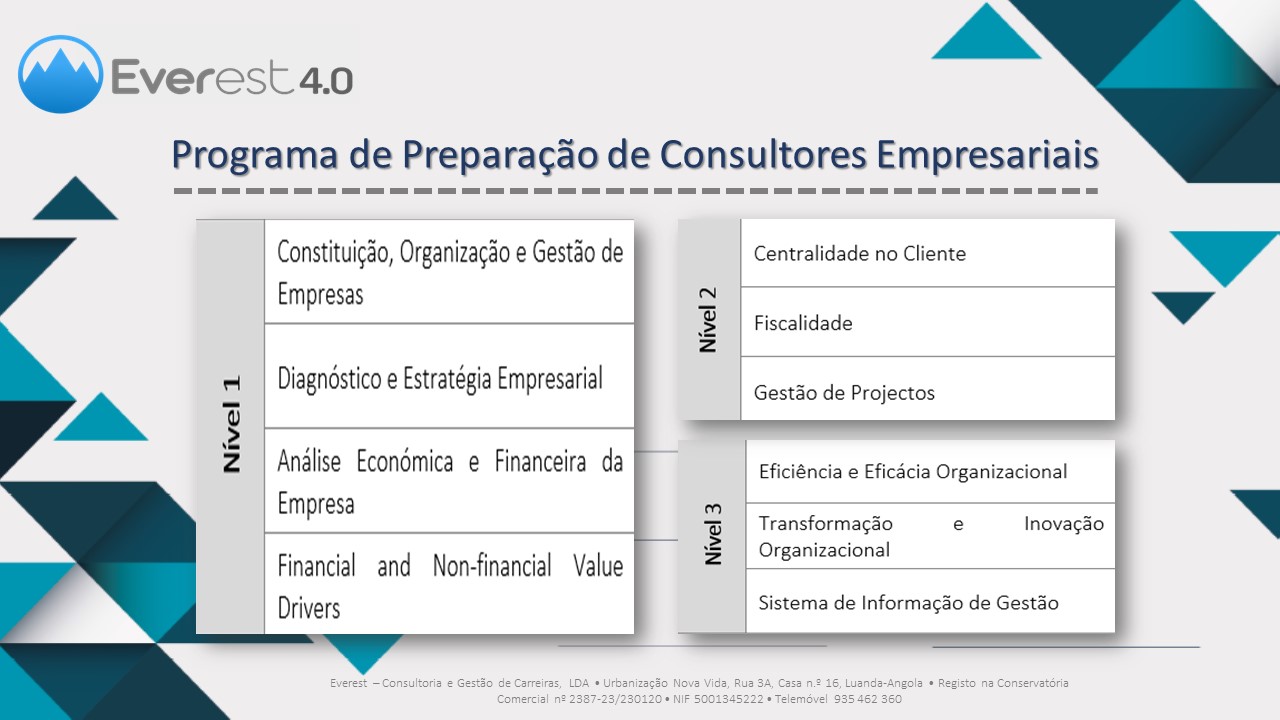 Everest 4.0
Programa de Preparação de Consultores Empresariais
Nível 1
Constituição, Organização e Gestão de
Empresas
Diagnóstico e Estratégia Empresarial
Análise Económica e Financeira da
Empresa
Financial and Non-financial Value
Drivers
Nível 2
Centralidade no Cliente
Fiscalidade
Gestão de Projectos
Nível 3
Eficiência e Eficácia Organizacional
Transformação e Inovação
Organizacional
Sistema de Informação de Gestão
Everest – Consultoria e Gestão de Carreiras, LDA • Urbanização Nova Vida, Rua 3A, Casa n.º 16, Luanda-Angola • Registo na Conservatória
Comercial nº 2387-23/230120 • NIF 5001345222 • Telemóvel 935 462 360